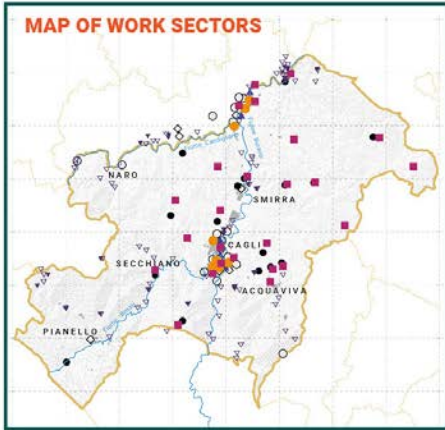 MAP OF WORK SECTORS
NARO
SMIRRA
CAGLI
SECCHIANO
ACQUAVIVA
PIANELLO